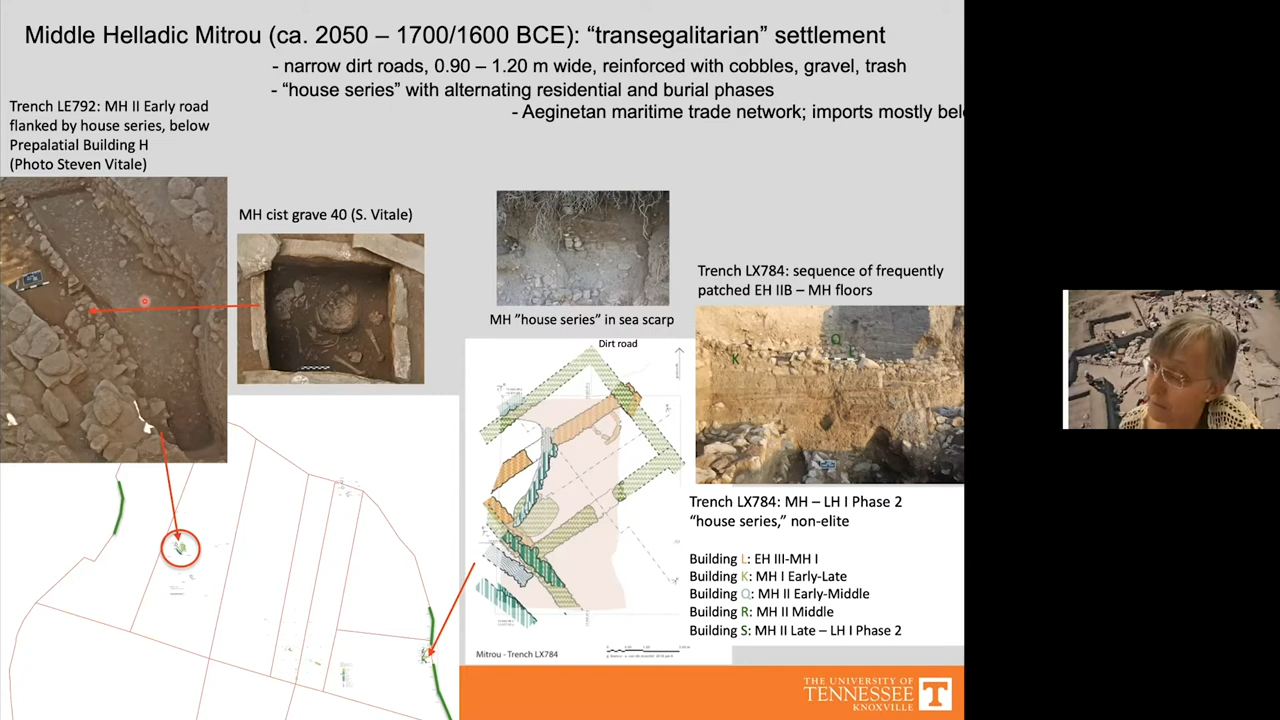 Middle Helladic Mitrou (ca. 2050 – 1700/1600 BCE): “transegalitarian” settlement
- narrow dirt roads, 0.90 – 1.20 m wide, reinforced with cobbles, gravel, trash
- “house series” with alternating residential and burial phases
- Aeginetan maritime trade network; imports mostly
Trench LE792: MH II Early road
flanked by house series, below
Prepalatial Building H
(Photo Steven Vitale)
MH cist grave 40 (S. Vitale)
MH ”house series” in sea scarp
Trench LX784: sequence of frequently
patched EH IIB – MH floors
K
Q
L
Dirt road
Mitrou - Trench LX784
Trench LX784: MH – LH I Phase 2
“house series,” non-elite
Building L: EH III-MH I
Building K: MH I Early-Late
Building Q: MH II Early-Middle
Building R: MH II Middle
Building S: MH II Late – LH I Phase 2
THE UNIVERSITY OF
TENNESSEE
KNOXVILLE
T